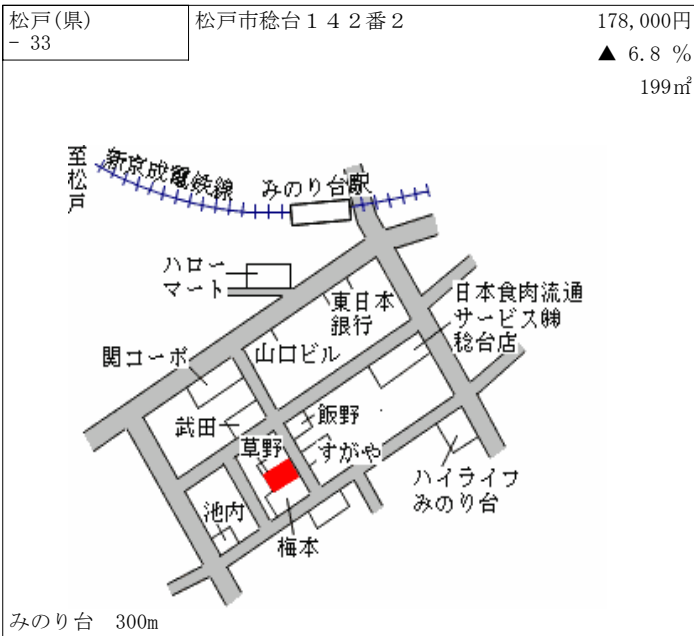 松戸(県)
- 33
松戸市稔台１４２番２
178,000円
▲ 6.8 %
199㎡
至松戸
新京成電鉄線
みのり台駅
ハロー
マート
東日本
銀行
日本食肉流通
サービス㈱
稔台店
山口ビル
関コーポ
飯野
武田
草野
すがや
ハイライフ
みのり台
池内
梅本
みのり台　300m